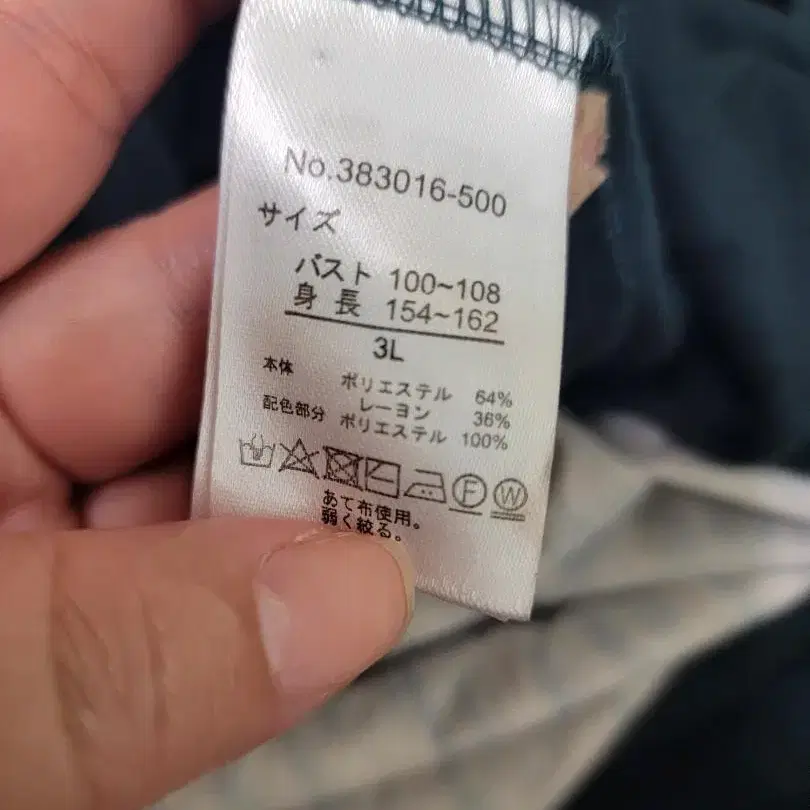 No.383016-500
サイズ
バスト 100~108
身長 154~162
3L
本体 ポリエステル 64%
レーヨン 36%
配色部分 ポリエステル 100%
F W
あて布使用。
弱く絞る。